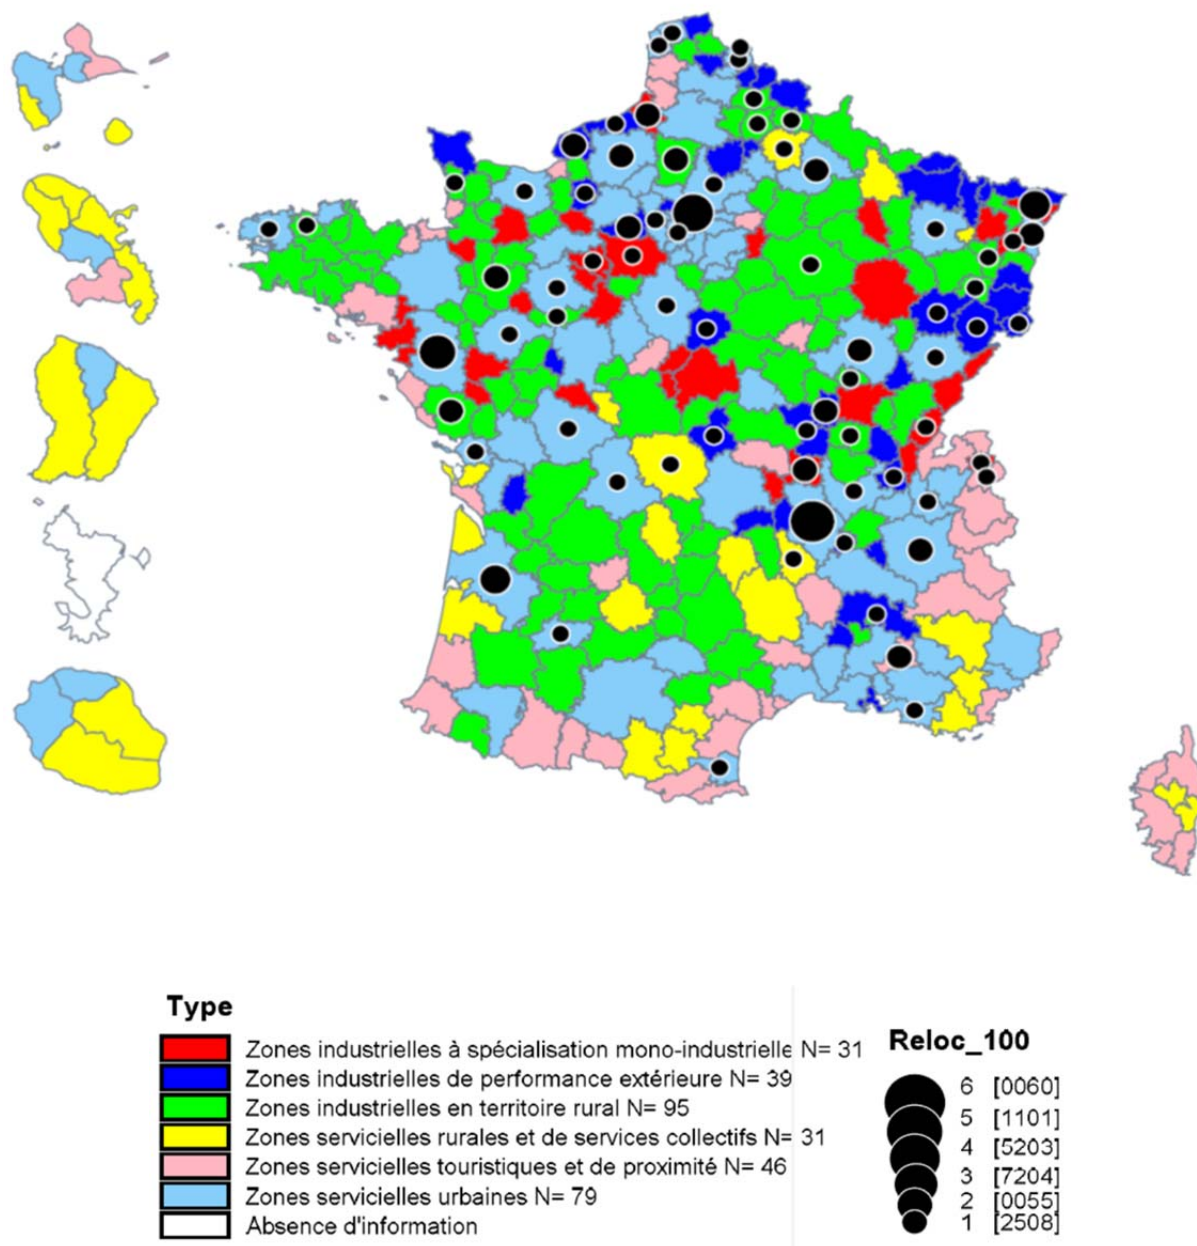 Type
Zones industrielles à spécialisation mono-industrielle N= 31
Zones industrielles de performance extérieure N= 39
Zones industrielles en territoire rural N= 95
Zones servicielles rurales et de services collectifs N= 31
Zones servicielles touristiques et de proximité N= 46
Zones servicielles urbaines N= 79
Absence d'information
Reloc_100
6 [0060]
5 [1101]
4 [5203]
3 [7204]
2 [0055]
1 [2508]